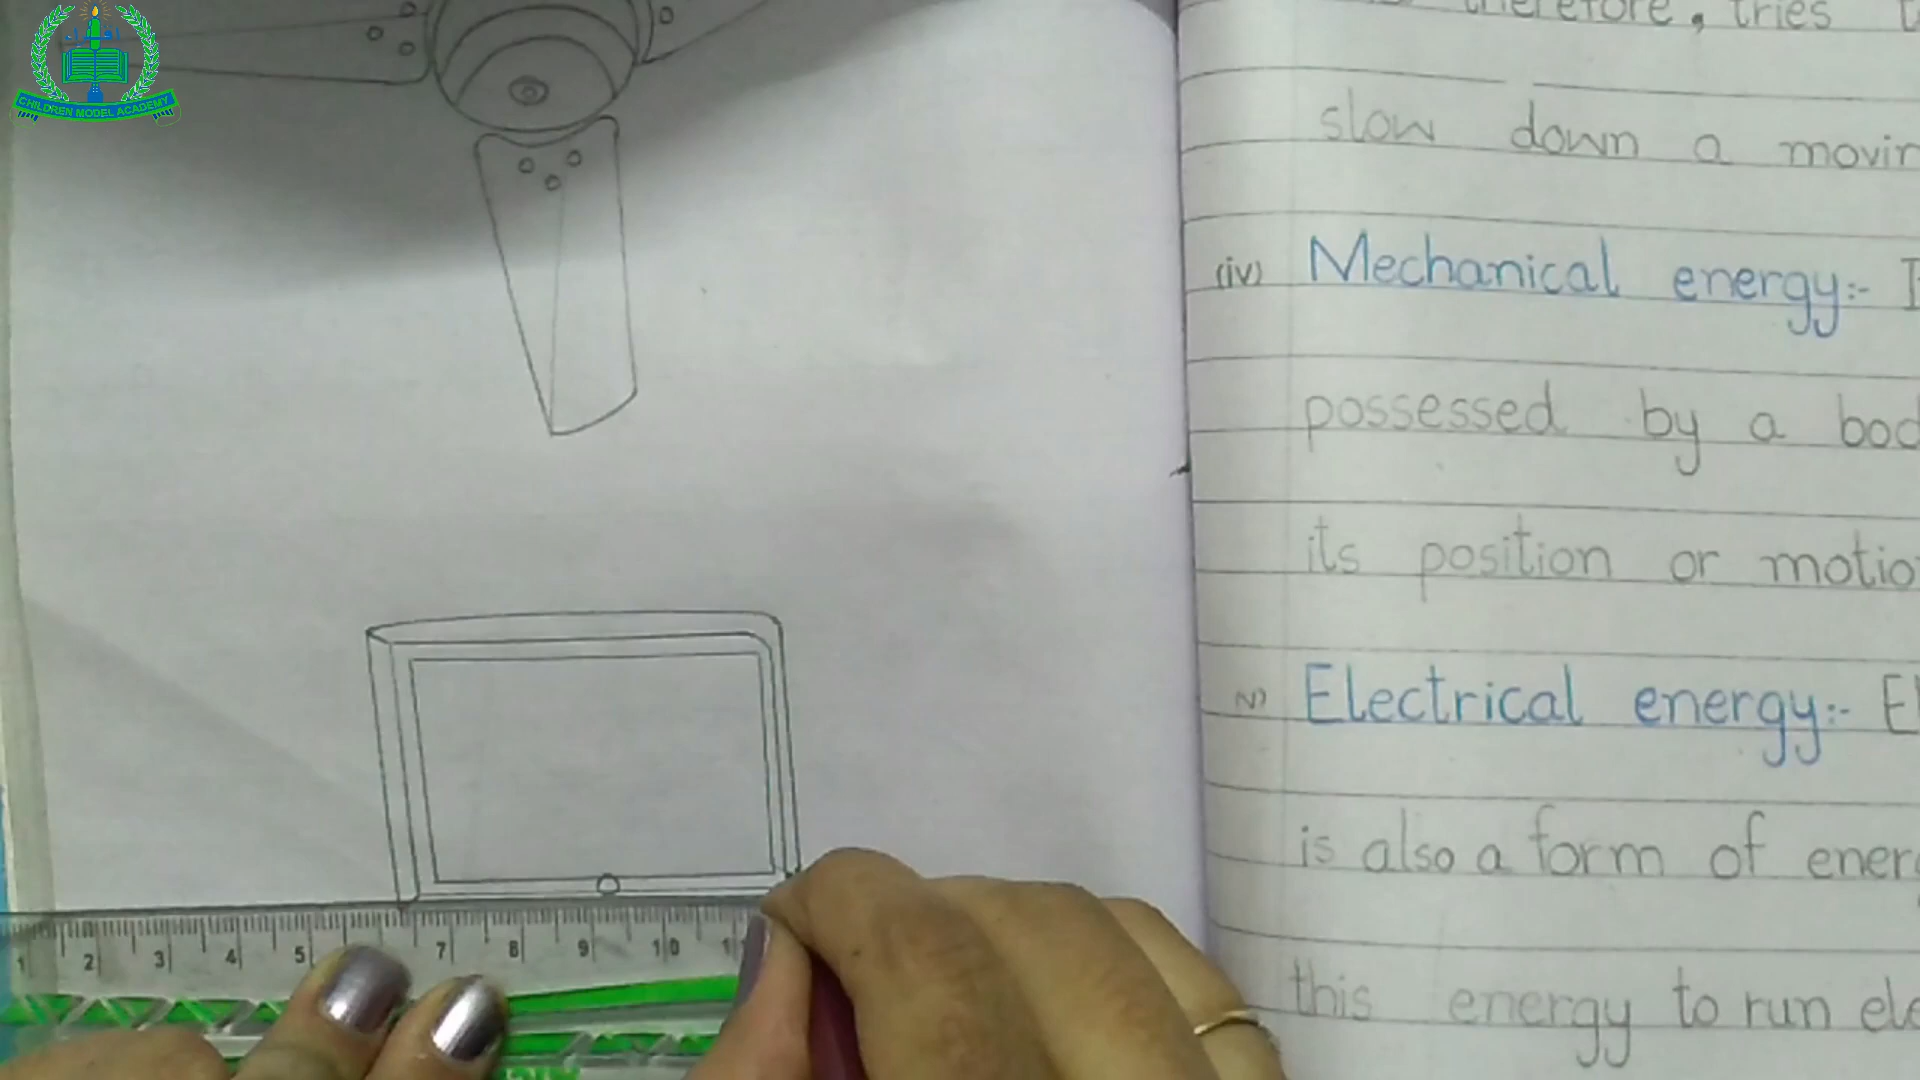 CHILDREN MODEL ACADEMY
اقراء
therefore, tries
slow down a movin
(iv) Mechanical energy:- I
possessed by a bod
its position or motio
v) Electrical energy:- El
is also a form of energ
this energy to run ele
1 2 3 4 5 7 8 9 10